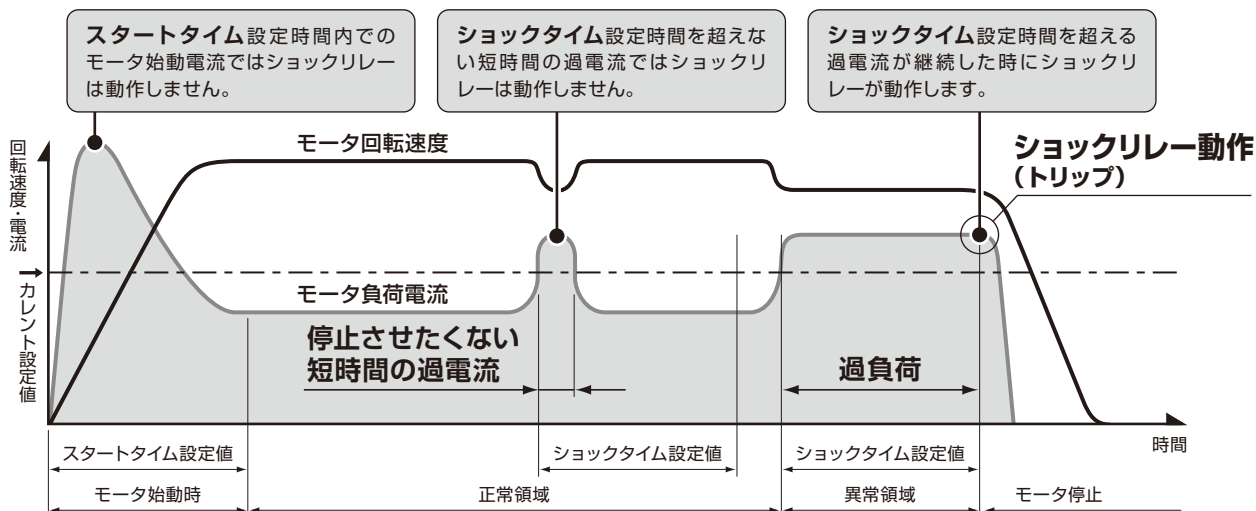 スタートタイム設定時間内での
モータ始動電流ではショックリレー
は動作しません。
ショックタイム設定時間を超えな
い短時間の過電流ではショックリ
レーは動作しません。
ショックタイム設定時間を超える
過電流が継続した時にショックリ
レーが動作します。
回転速度・電流
カレント設定値
モータ回転速度
ショックリレー動作
（トリップ）
モータ負荷電流
停止させたくない
短時間の過電流
過負荷
時間
スタートタイム設定値
ショックタイム設定値
ショックタイム設定値
モータ始動時
正常領域
異常領域
モータ停止